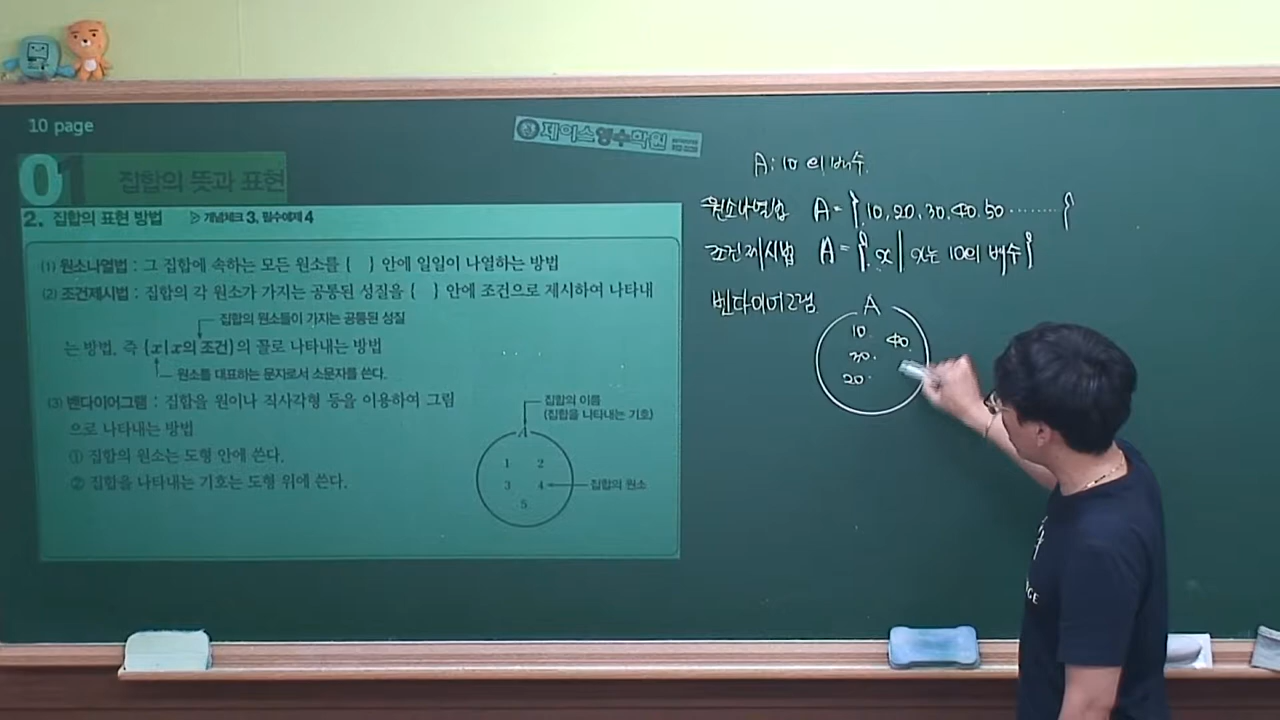 10 page
제이스영수학원
01 집합의 뜻과 표현
2. 집합의 표현 방법 ▷ 개념체크 3, 필수예제 4
(1) 원소나열법 : 그 집합에 속하는 모든 원소를 { } 안에 일일이 나열하는 방법
(2) 조건제시법 : 집합의 각 원소가 가지는 공통된 성질을 { } 안에 조건으로 제시하여 나타내
집합의 원소들이 가지는 공통된 성질
는 방법, 즉 {x | x의 조건}의 꼴로 나타내는 방법
원소를 대표하는 문자로서 소문자를 쓴다.
(3) 벤다이어그램 : 집합을 원이나 직사각형 등을 이용하여 그림
으로 나타내는 방법
① 집합의 원소는 도형 안에 쓴다.
② 집합을 나타내는 기호는 도형 위에 쓴다.
집합의 이름
(집합을 나타내는 기호)
A
1 2
3 4
집합의 원소
5
A : 10의 배수
원소나열법 A = { 10, 20, 30, 40, 50 ········ }
조건제시법 A = { x | x는 10의 배수 }
벤다이어그램
A
10 40
30
20